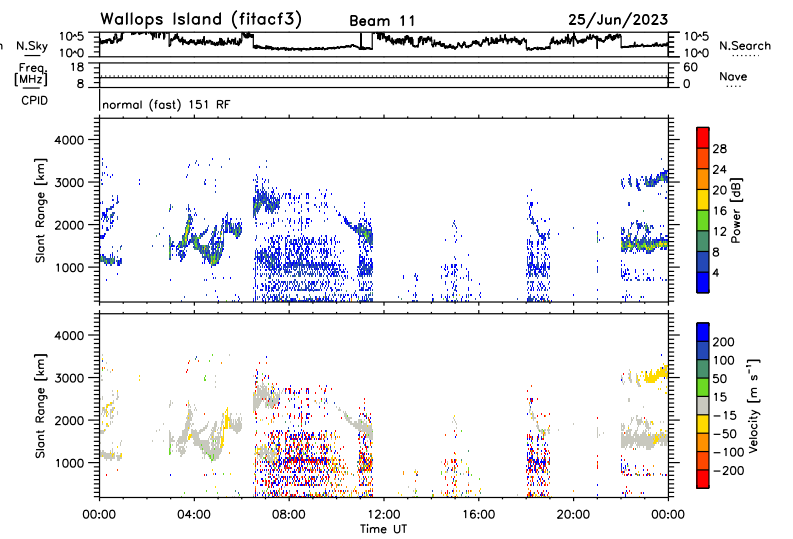 Wallops Island (fitacf3) Beam 11 25/Jun/2023
n N.Sky 10^5 10^0 10^5 10^0 N.Search
Freq. [MHz] 18 8 60 0 Nave
CPID normal (fast) 151 RF
Slant Range [km] 4000 3000 2000 1000
28 24 20 16 12 8 4 Power [dB]
Slant Range [km] 4000 3000 2000 1000
200 100 50 15 -15 -50 -100 -200 Velocity [m s⁻¹]
00:00 04:00 08:00 12:00 16:00 20:00 00:00
Time UT